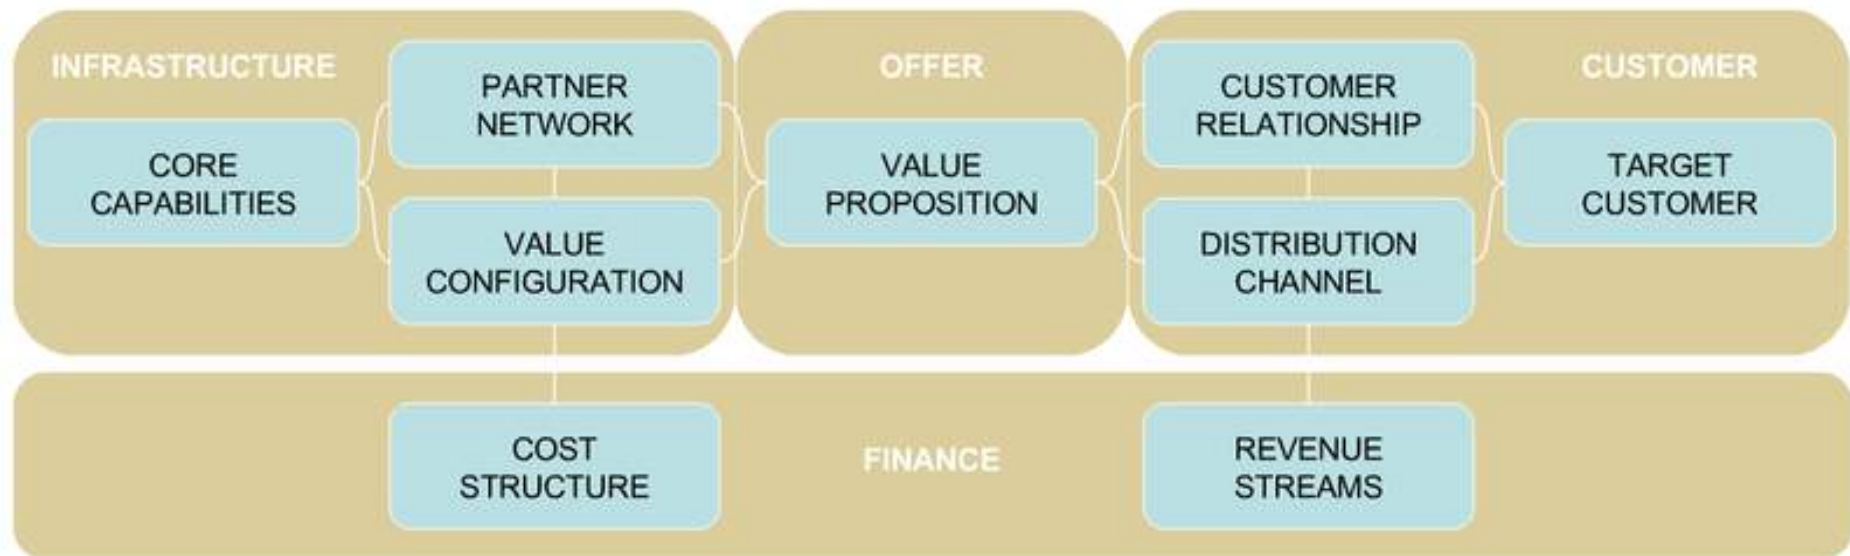 INFRASTRUCTURE
PARTNER
NETWORK
CORE
CAPABILITIES
VALUE
CONFIGURATION
OFFER
VALUE
PROPOSITION
CUSTOMER
CUSTOMER
RELATIONSHIP
DISTRIBUTION
CHANNEL
TARGET
CUSTOMER
COST
STRUCTURE
FINANCE
REVENUE
STREAMS